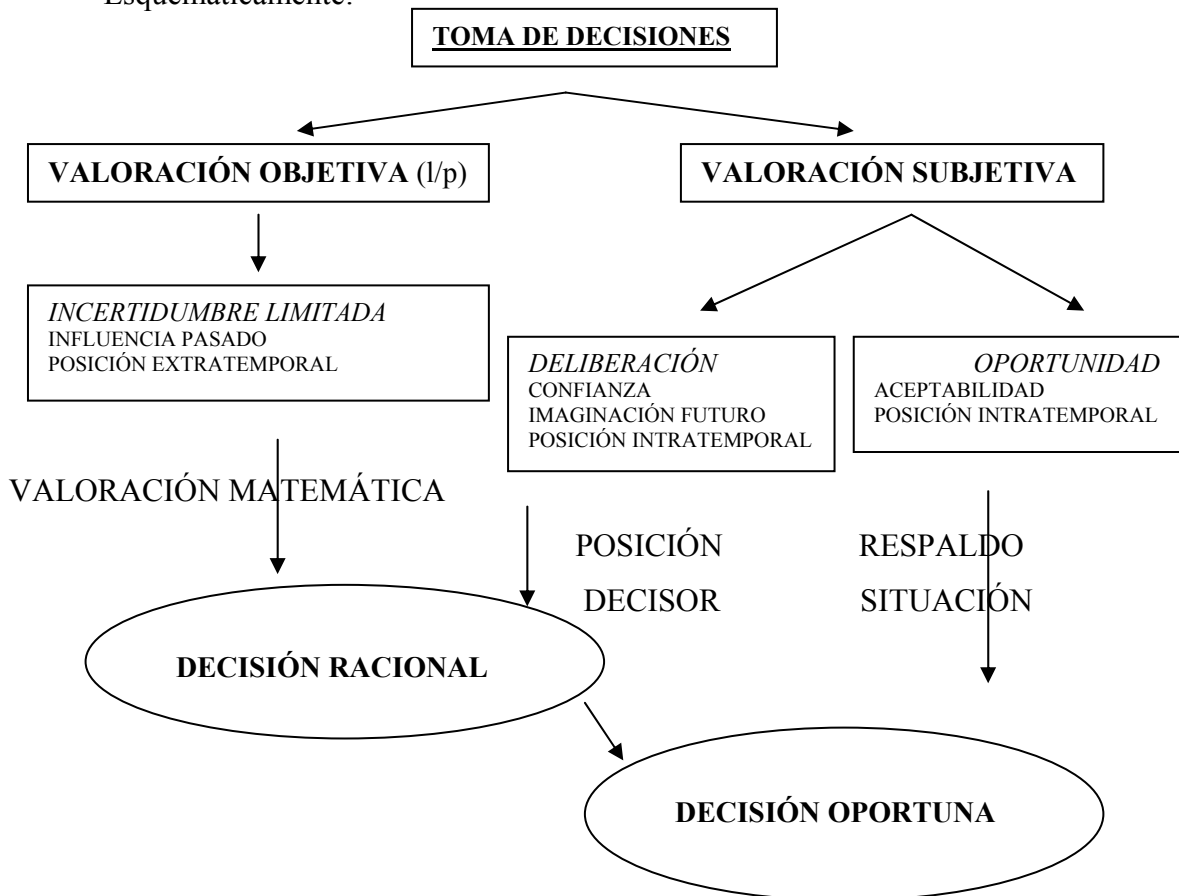 Esquemáticamente:
TOMA DE DECISIONES
VALORACIÓN OBJETIVA (l/p)
VALORACIÓN SUBJETIVA
INCERTIDUMBRE LIMITADA
INFLUENCIA PASADO
POSICIÓN EXTRATEMPORAL
DELIBERACIÓN
CONFIANZA
IMAGINACIÓN FUTURO
POSICIÓN INTRATEMPORAL
OPORTUNIDAD
ACEPTABILIDAD
POSICIÓN INTRATEMPORAL
VALORACIÓN MATEMÁTICA
POSICIÓN
DECISOR
RESPALDO
SITUACIÓN
DECISIÓN RACIONAL
DECISIÓN OPORTUNA